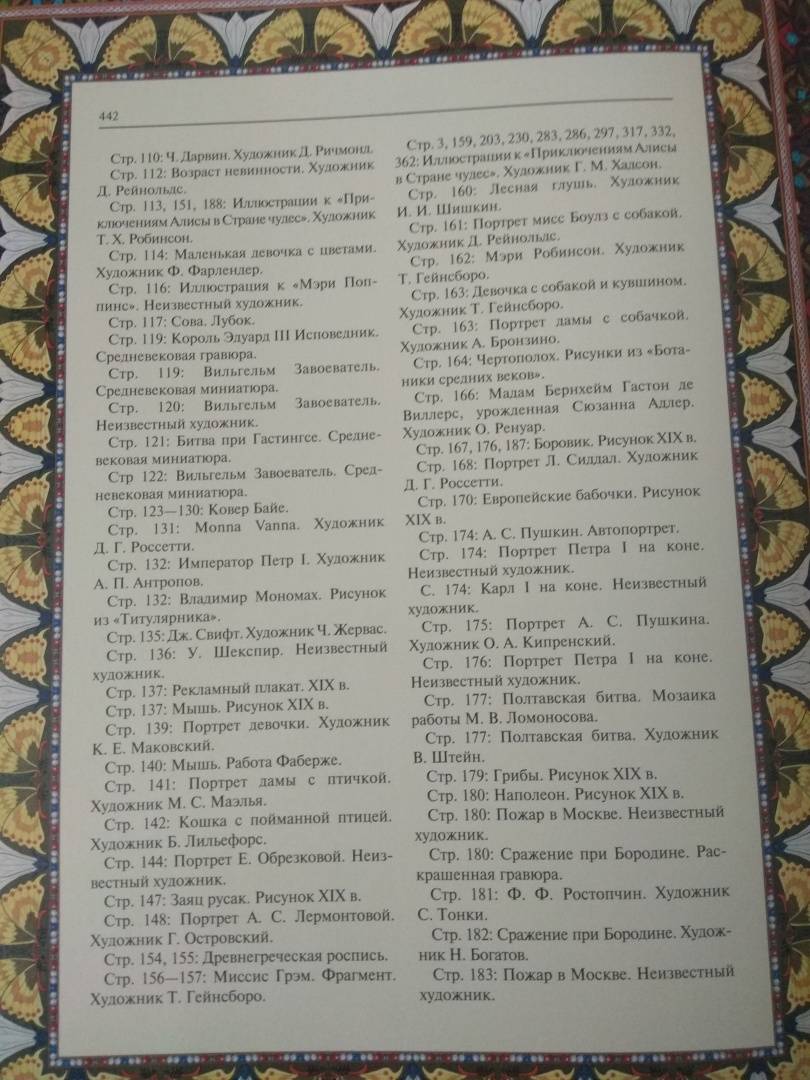 442
Стр. 110: Ч. Дарвин. Художник Д. Ричмонд.
Стр. 112: Возраст невинности. Художник
Д. Рейнольдс.
Стр. 113, 151, 188: Иллюстрации к «При-
ключениям Алисы в Стране чудес». Художник
Т. Х. Робинсон.
Стр. 114: Маленькая девочка с цветами.
Художник Ф. Фарлендер.
Стр. 116: Иллюстрация к «Мэри Поп-
пинс». Неизвестный художник.
Стр. 117: Сова. Лубок.
Стр. 119: Король Эдуард III Исповедник.
Средневековая гравюра.
Стр. 119: Вильгельм Завоеватель.
Средневековая миниатюра.
Стр. 120: Вильгельм Завоеватель.
Неизвестный художник.
Стр. 121: Битва при Гастингсе. Средне-
вековая миниатюра.
Стр 122: Вильгельм Завоеватель. Сред-
невековая миниатюра.
Стр. 123—130: Ковер Байе.
Стр. 131: Monna Vanna. Художник
Д. Г. Россетти.
Стр. 132: Император Петр I. Художник
А. П. Антропов.
Стр. 132: Владимир Мономах. Рисунок
из «Титулярника».
Стр. 135: Дж. Свифт. Художник Ч. Жервас.
Стр. 136: У. Шекспир. Неизвестный
художник.
Стр. 137: Рекламный плакат. XIX в.
Стр. 137: Мышь. Рисунок XIX в.
Стр. 139: Портрет девочки. Художник
К. Е. Маковский.
Стр. 140: Мышь. Работа Фаберже.
Стр. 141: Портрет дамы с птичкой.
Художник М. С. Маэлья.
Стр. 142: Кошка с пойманной птицей.
Художник Б. Лильефорс.
Стр. 144: Портрет Е. Обрезковой. Неиз-
вестный художник.
Стр. 147: Заяц русак. Рисунок XIX в.
Стр. 148: Портрет А. С. Лермонтовой.
Художник Г. Островский.
Стр. 154, 155: Древнегреческая роспись.
Стр. 156—157: Миссис Грэм. Фрагмент.
Художник Т. Гейнсборо.
Стр. 3, 159, 203, 230, 283, 286, 297, 317, 332,
362: Иллюстрации к «Приключениям Алисы
в Стране чудес». Художник Г. М. Хадсон.
Стр. 160: Лесная глушь. Художник
И. И. Шишкин.
Стр. 161: Портрет мисс Боулз с собакой.
Художник Д. Рейнольдс.
Стр. 162: Мэри Робинсон. Художник
Т. Гейнсборо.
Стр. 163: Девочка с собакой и кувшином.
Художник Т. Гейнсборо.
Стр. 163: Портрет дамы с собачкой.
Художник А. Бронзино.
Стр. 164: Чертополох. Рисунки из «Бота-
ники средних веков».
Стр. 166: Мадам Бернхейм Гастон де
Виллерс, урожденная Сюзанна Адлер.
Художник О. Ренуар.
Стр. 167, 176, 187: Боровик. Рисунок XIX в.
Стр. 168: Портрет Л. Сиддал. Художник
Д. Г. Россетти.
Стр. 170: Европейские бабочки. Рисунок
XIX в.
Стр. 174: А. С. Пушкин. Автопортрет.
Стр. 174: Портрет Петра I на коне.
Неизвестный художник.
С. 174: Карл I на коне. Неизвестный
художник.
Стр. 175: Портрет А. С. Пушкина.
Художник О. А. Кипренский.
Стр. 176: Портрет Петра I на коне.
Неизвестный художник.
Стр. 177: Полтавская битва. Мозаика
работы М. В. Ломоносова.
Стр. 177: Полтавская битва. Художник
В. Штейн.
Стр. 179: Грибы. Рисунок XIX в.
Стр. 180: Наполеон. Рисунок XIX в.
Стр. 180: Пожар в Москве. Неизвестный
художник.
Стр. 180: Сражение при Бородине. Рас-
крашенная гравюра.
Стр. 181: Ф. Ф. Ростопчин. Художник
С. Тонки.
Стр. 182: Сражение при Бородине. Худож-
ник Н. Богатов.
Стр. 183: Пожар в Москве. Неизвестный
художник.